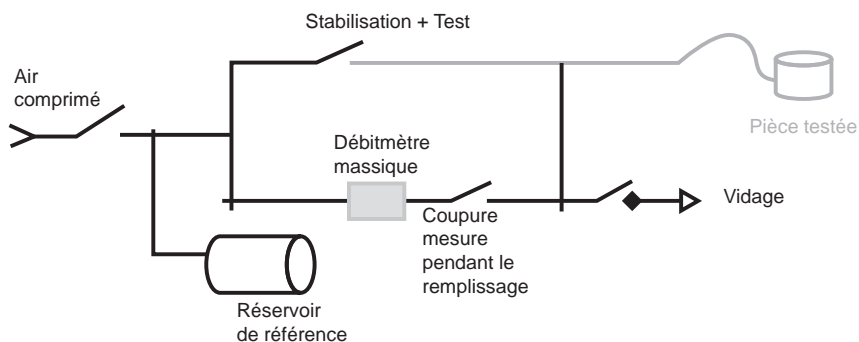 Stabilisation + Test
Air
comprimé
Pièce testée
Débitmètre
massique
Vidage
Coupure
mesure
pendant le
remplissage
Réservoir
de référence